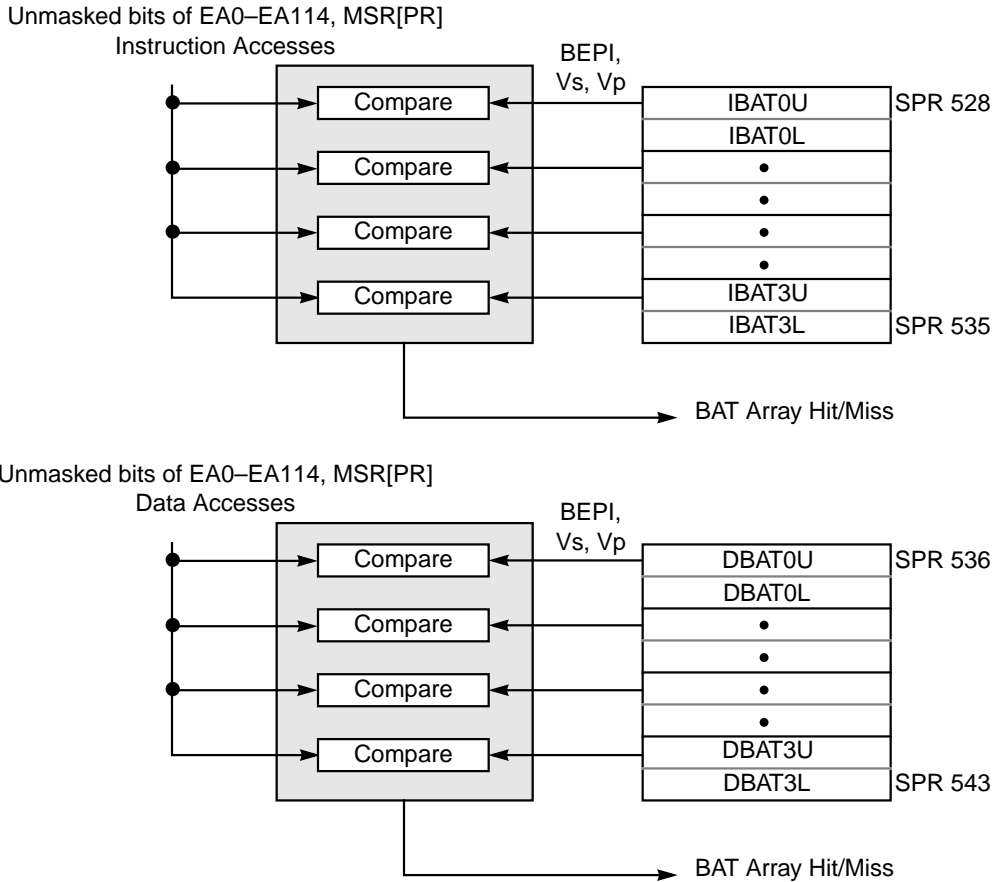 Unmasked bits of EA0–EA114, MSR[PR]
Instruction Accesses
BEPI,
Vs, Vp
Compare
IBAT0U
SPR 528
IBAT0L
Compare
•
•
Compare
•
•
Compare
IBAT3U
IBAT3L
SPR 535
BAT Array Hit/Miss
Unmasked bits of EA0–EA114, MSR[PR]
Data Accesses
BEPI,
Vs, Vp
Compare
DBAT0U
SPR 536
DBAT0L
Compare
•
•
Compare
•
•
Compare
DBAT3U
DBAT3L
SPR 543
BAT Array Hit/Miss